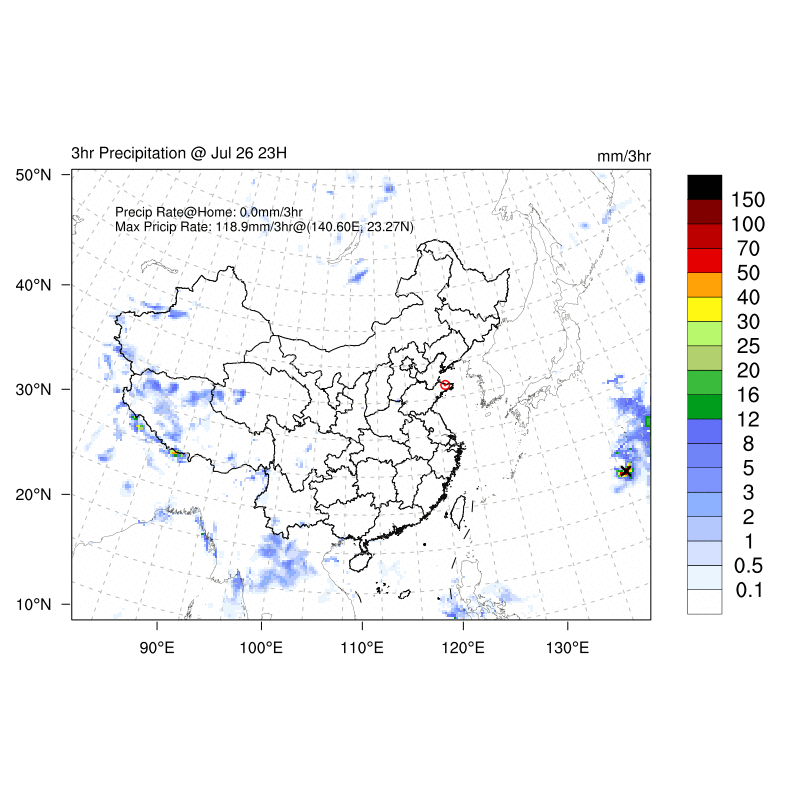 3hr Precipitation @ Jul 26 23H
mm/3hr
Precip Rate@Home: 0.0mm/3hr
Max Pricip Rate: 118.9mm/3hr@(140.60E, 23.27N)
50°N
40°N
30°N
20°N
10°N
90°E
100°E
110°E
120°E
130°E
150
100
70
50
40
30
25
20
16
12
8
5
3
2
1
0.5
0.1